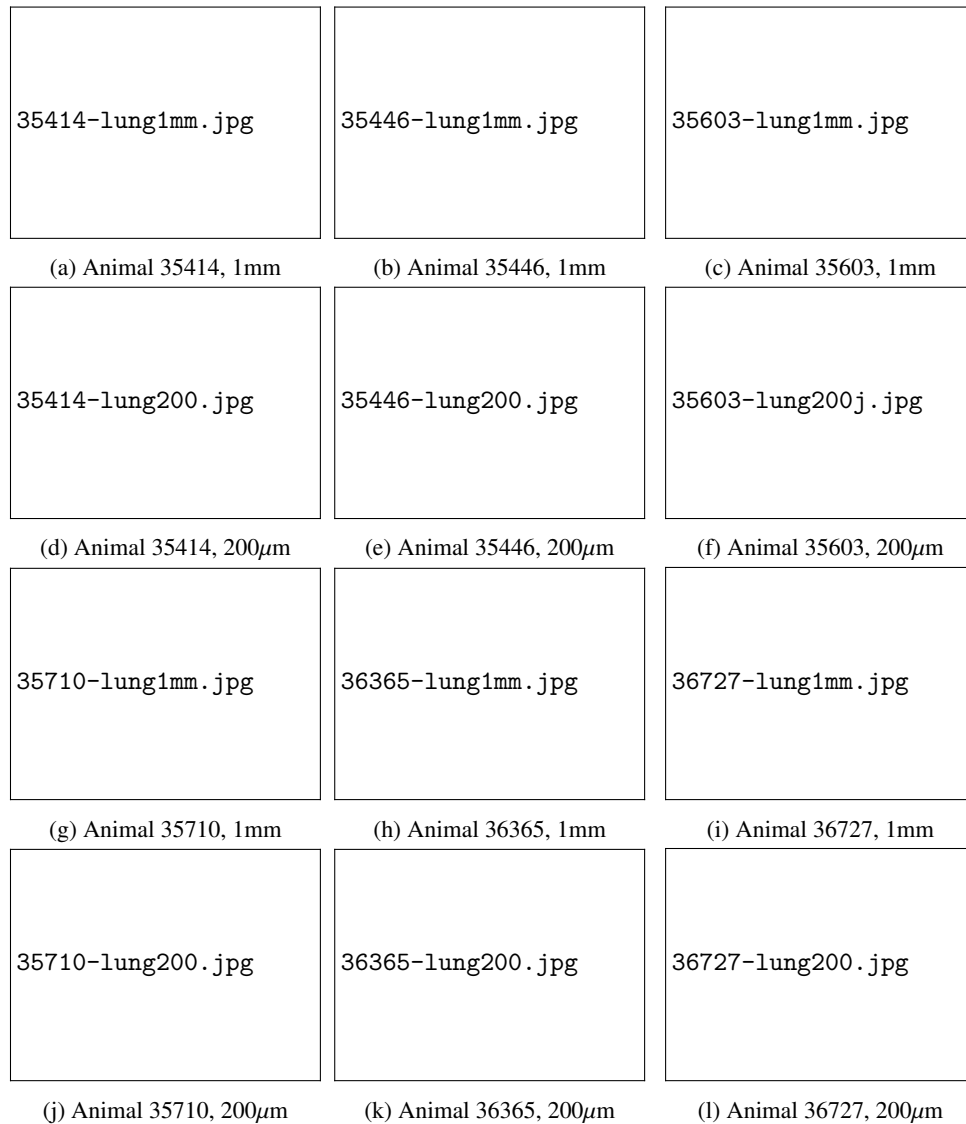 35414-lung1mm.jpg 35446-lung1mm.jpg 35603-lung1mm.jpg
(a) Animal 35414, 1mm (b) Animal 35446, 1mm (c) Animal 35603, 1mm
35414-lung200.jpg 35446-lung200.jpg 35603-lung200j.jpg
(d) Animal 35414, 200μm (e) Animal 35446, 200μm (f) Animal 35603, 200μm
35710-lung1mm.jpg 36365-lung1mm.jpg 36727-lung1mm.jpg
(g) Animal 35710, 1mm (h) Animal 36365, 1mm (i) Animal 36727, 1mm
35710-lung200.jpg 36365-lung200.jpg 36727-lung200.jpg
(j) Animal 35710, 200μm (k) Animal 36365, 200μm (l) Animal 36727, 200μm